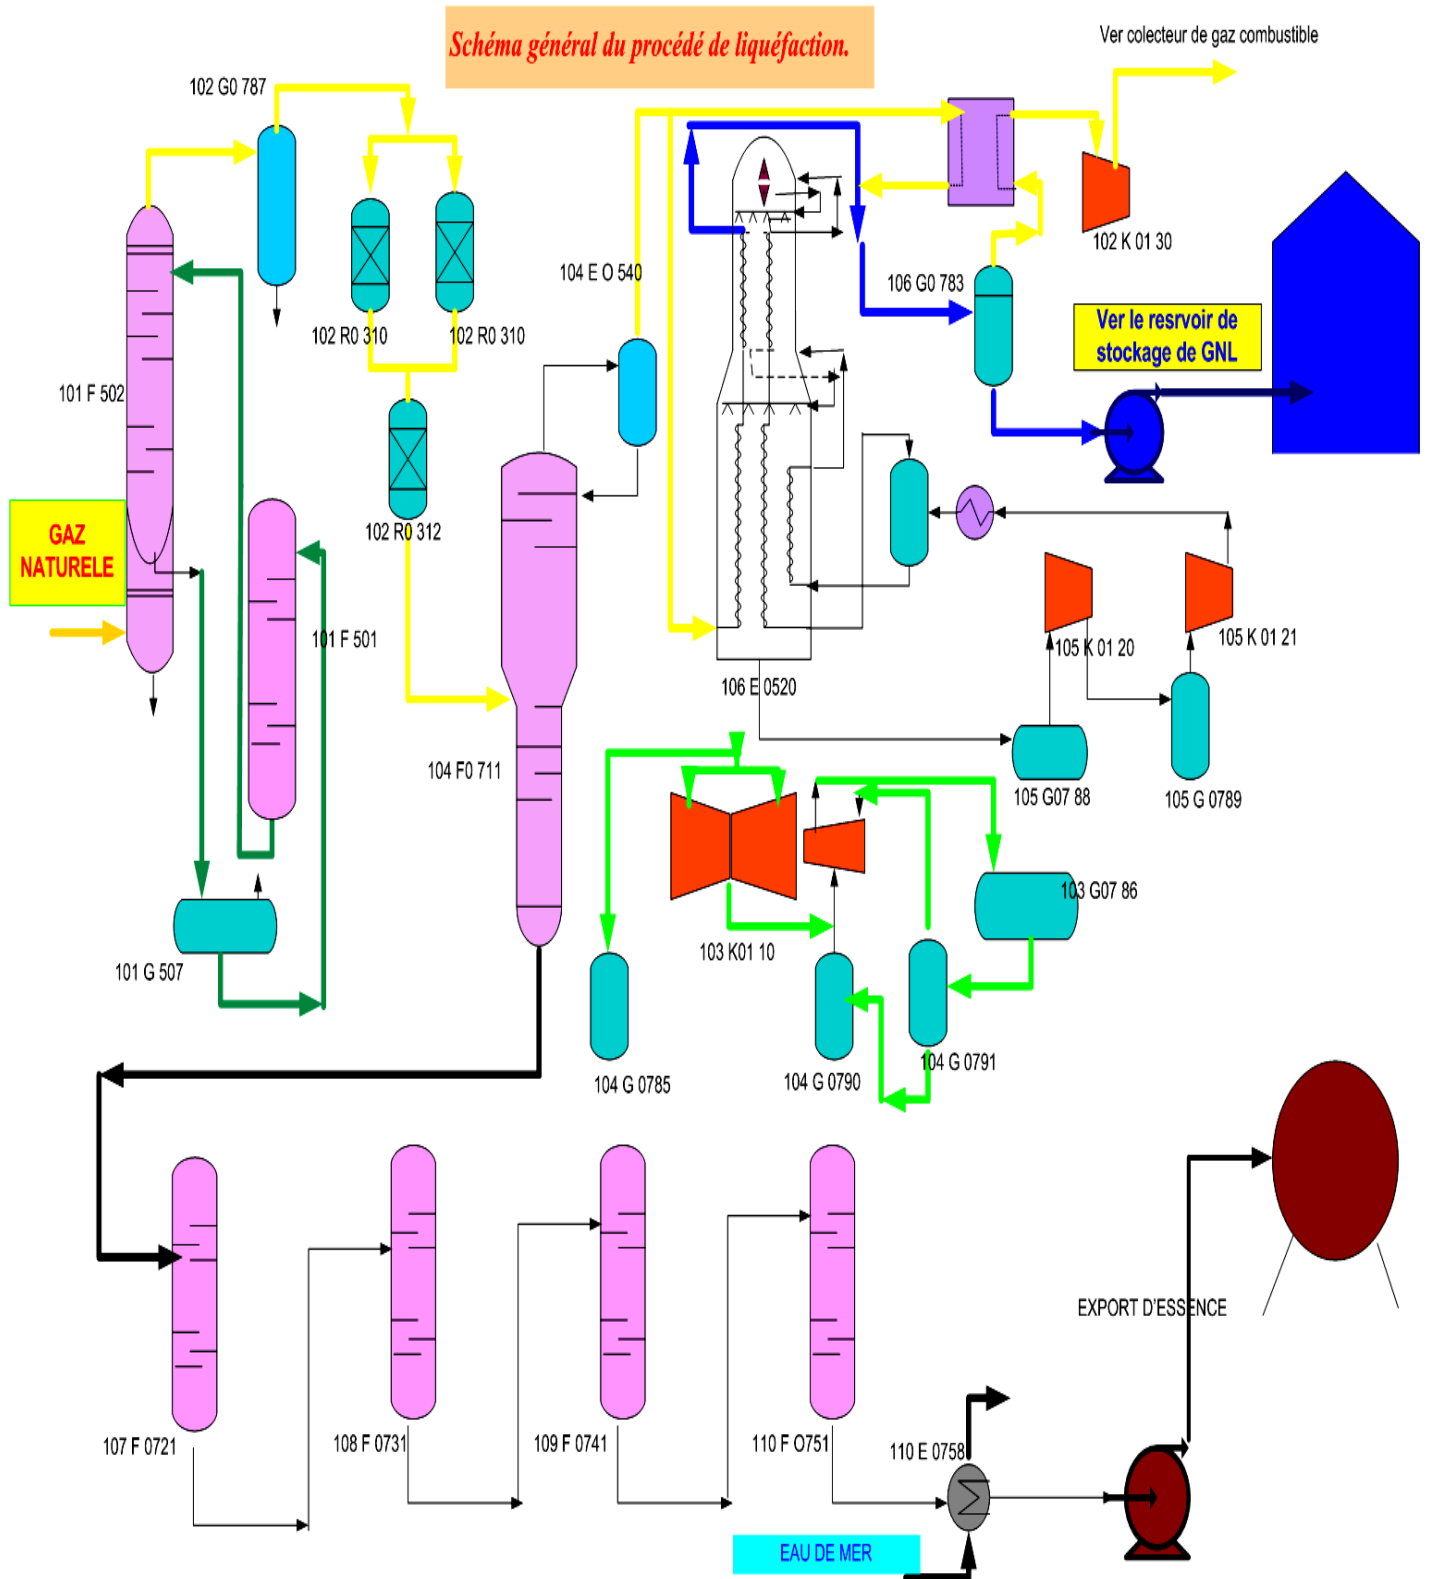 Schéma général du procédé de liquéfaction.
Ver colecteur de gaz combustible
102 G0 787
102 K 01 30
104 E O 540
106 G0 783
102 R0 310
102 R0 310
Ver le resrvoir de
stockage de GNL
101 F 502
102 R0 312
GAZ
NATURELE
101 F 501
105 K 01 20
105 K 01 21
106 E 0520
104 F0 711
105 G07 88
105 G 0789
103 G07 86
103 K01 10
101 G 507
104 G 0785
104 G 0790
104 G 0791
EXPORT D'ESSENCE
107 F 0721
108 F 0731
109 F 0741
110 F O751
110 E 0758
EAU DE MER